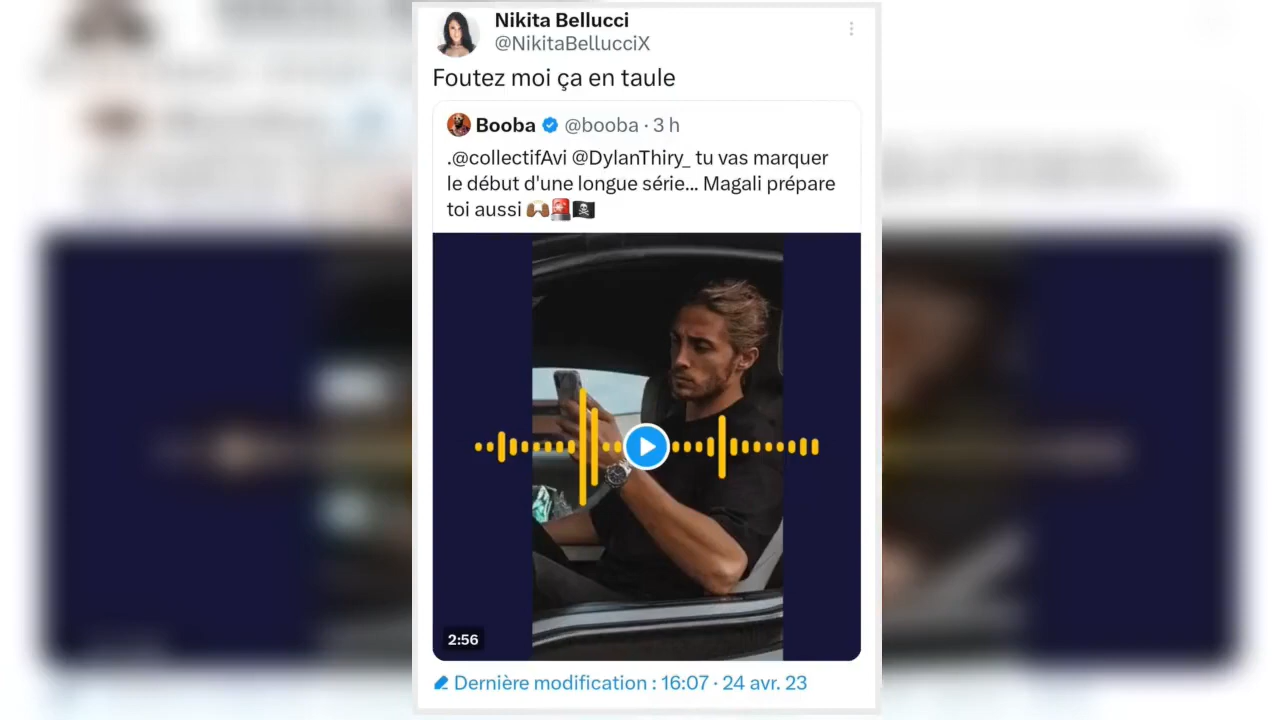 Nikita Bellucci
@NikitaBellucciX
Foutez moi ça en taule
Booba @booba · 3 h
.@collectifAvi @DylanThiry_ tu vas marquer
le début d'une longue série... Magali prépare
toi aussi 🙌🏾🚨🏴‍☠️
2:56
Dernière modification : 16:07 · 24 avr. 23